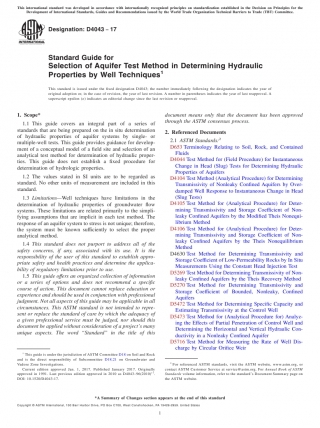 This international standard was developed in accordance with internationally recognized principles on standardization established in the Decision on Principles for the
Development of International Standards, Guides and Recommendations issued by the World Trade Organization Technical Barriers to Trade (TBT) Committee.
Designation: D4043 − 17
Standard Guide for
Selection of Aquifer Test Method in Determining Hydraulic
Properties by Well Techniques1
This standard is issued under the fixed designation D4043; the number immediately following the designation indicates the year of
original adoption or, in the case of revision, the year of last revision. A number in parentheses indicates the year of last reapproval. A
superscript epsilon (ε) indicates an editorial change since the last revision or reapproval.
1. Scope*
1.1 This guide covers an integral part of a series of
standards that are being prepared on the in situ determination
of hydraulic properties of aquifer systems by single- or
multiple-well tests. This guide provides guidance for develop-
ment of a conceptual model of a field site and selection of an
analytical test method for determination of hydraulic proper-
ties. This guide does not establish a fixed procedure for
determination of hydrologic properties.
1.2 The values stated in SI units are to be regarded as
standard. No other units of measurement are included in this
standard.
1.3 Limitations—Well techniques have limitations in the
determination of hydraulic properties of groundwater flow
systems. These limitations are related primarily to the simpli-
fying assumptions that are implicit in each test method. The
response of an aquifer system to stress is not unique; therefore,
the system must be known sufficiently to select the proper
analytical method.
1.4 This standard does not purport to address all of the
safety concerns, if any, associated with its use. It is the
responsibility of the user of this standard to establish appro-
priate safety and health practices and determine the applica-
bility of regulatory limitations prior to use.
1.5 This guide offers an organized collection of information
or a series of options and does not recommend a specific
course of action. This document cannot replace education or
experience and should be used in conjunction with professional
judgment. Not all aspects of this guide may be applicable in all
circumstances. This ASTM standard is not intended to repre-
sent or replace the standard of care by which the adequacy of
a given professional service must be judged, nor should this
document be applied without consideration of a project's many
unique aspects. The word "Standard" in the title of this
document means only that the document has been approved
through the ASTM consensus process.
2. Referenced Documents
2.1 ASTM Standards:2
D653 Terminology Relating to Soil, Rock, and Contained
Fluids
D4044 Test Method for (Field Procedure) for Instantaneous
Change in Head (Slug) Tests for Determining Hydraulic
Properties of Aquifers
D4104 Test Method (Analytical Procedure) for Determining
Transmissivity of Nonleaky Confined Aquifers by Over-
damped Well Response to Instantaneous Change in Head
(Slug Tests)
D4105 Test Method for (Analytical Procedure) for Deter-
mining Transmissivity and Storage Coefficient of Non-
leaky Confined Aquifers by the Modified Theis Nonequi-
librium Method
D4106 Test Method for (Analytical Procedure) for Deter-
mining Transmissivity and Storage Coefficient of Non-
leaky Confined Aquifers by the Theis Nonequilibrium
Method
D4630 Test Method for Determining Transmissivity and
Storage Coefficient of Low-Permeability Rocks by In Situ
Measurements Using the Constant Head Injection Test
D5269 Test Method for Determining Transmissivity of Non-
leaky Confined Aquifers by the Theis Recovery Method
D5270 Test Method for Determining Transmissivity and
Storage Coefficient of Bounded, Nonleaky, Confined
Aquifers
D5472 Test Method for Determining Specific Capacity and
Estimating Transmissivity at the Control Well
D5473 Test Method for (Analytical Procedure for) Analyz-
ing the Effects of Partial Penetration of Control Well and
Determining the Horizontal and Vertical Hydraulic Con-
ductivity in a Nonleaky Confined Aquifer
D5716 Test Method for Measuring the Rate of Well Dis-
charge by Circular Orifice Weir
1 This guide is under the jurisdiction of ASTM Committee D18 on Soil and Rock
and is the direct responsibility of Subcommittee D18.21 on Groundwater and
Vadose Zone Investigations.
Current edition approved Jan. 1, 2017. Published January 2017. Originally
DOI: 10.1520/D4043-17.
2 For referenced ASTM standards, visit the ASTM website, www.astm.org, or
contact ASTM Customer Service at service@astm.org. For Annual Book of ASTM
Standards volume information, refer to the standard's Document Summary page on
the ASTM website.
*A Summary of Changes section appears at the end of this standard
Copyright © ASTM International, 100 Barr Harbor Drive, PO Box C700, West Conshohocken, PA 19428-2959. United States
1